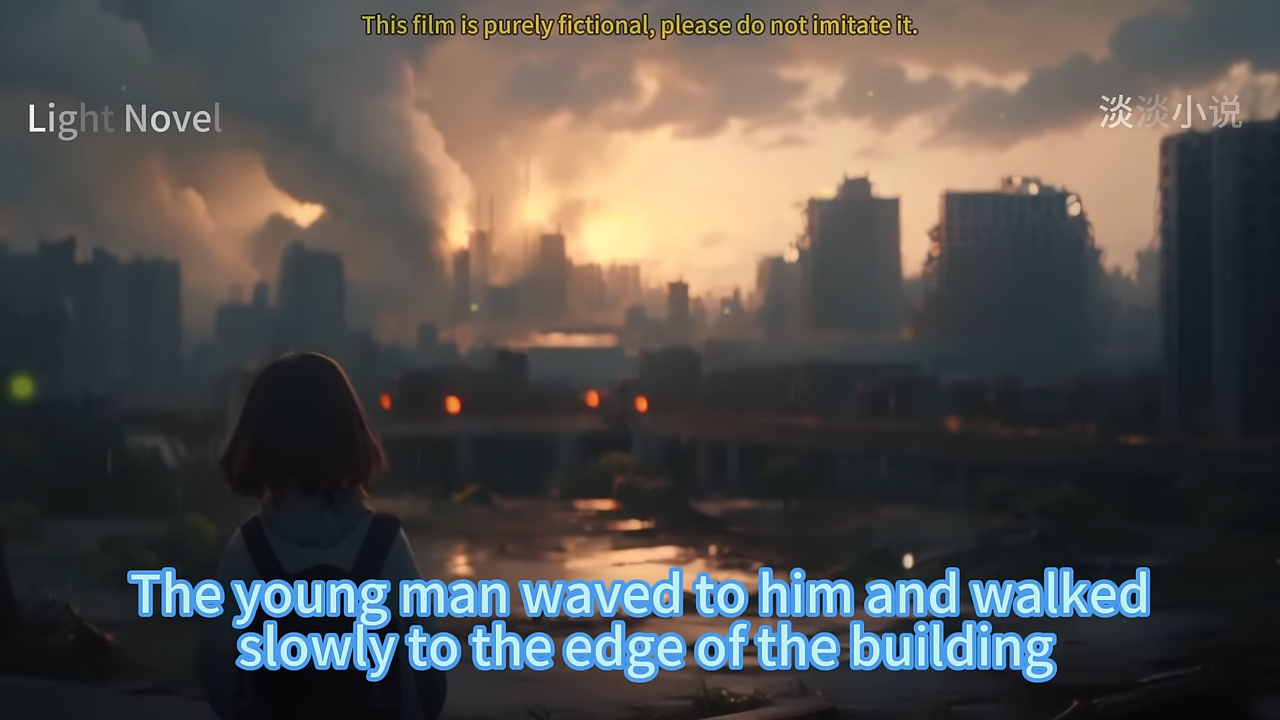 This film is purely fictional, please do not imitate it.
Light Novel
淡淡小说
The young man waved to him and walked
slowly to the edge of the building